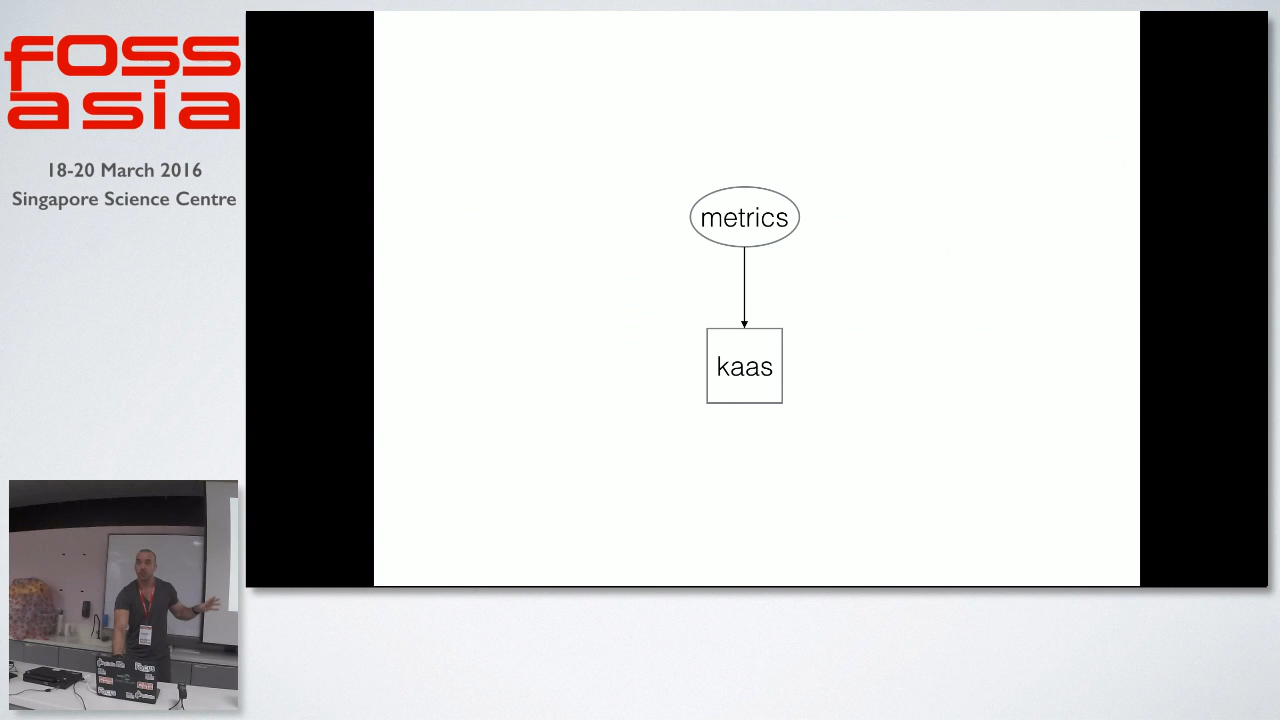 foss
asia
18-20 March 2016
Singapore Science Centre
metrics
kaas